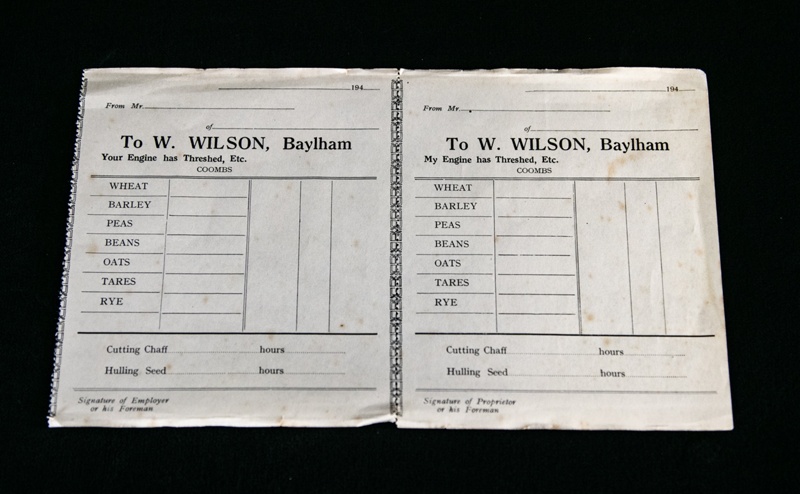 194
From Mr.
of
To W. WILSON, Baylham
Your Engine has Threshed, Etc.
COOMBS
WHEAT
BARLEY
PEAS
BEANS
OATS
TARES
RYE
Cutting Chaff hours
Hulling Seed hours
Signature of Employer
or his Foreman
194
From Mr.
of
To W. WILSON, Baylham
My Engine has Threshed, Etc.
COOMBS
WHEAT
BARLEY
PEAS
BEANS
OATS
TARES
RYE
Cutting Chaff hours
Hulling Seed hours
Signature of Proprietor
or his Foreman